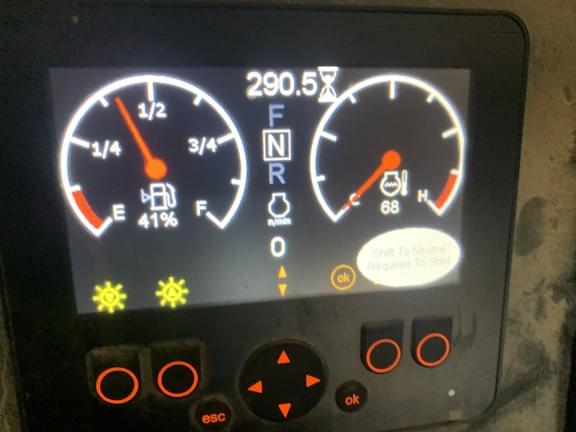 290.5
F
1/2
N
1/4
3/4
R
E
41%
F
n/min
C
H
68
0
Shift To Neutral
Required To Start
ok
esc
ok